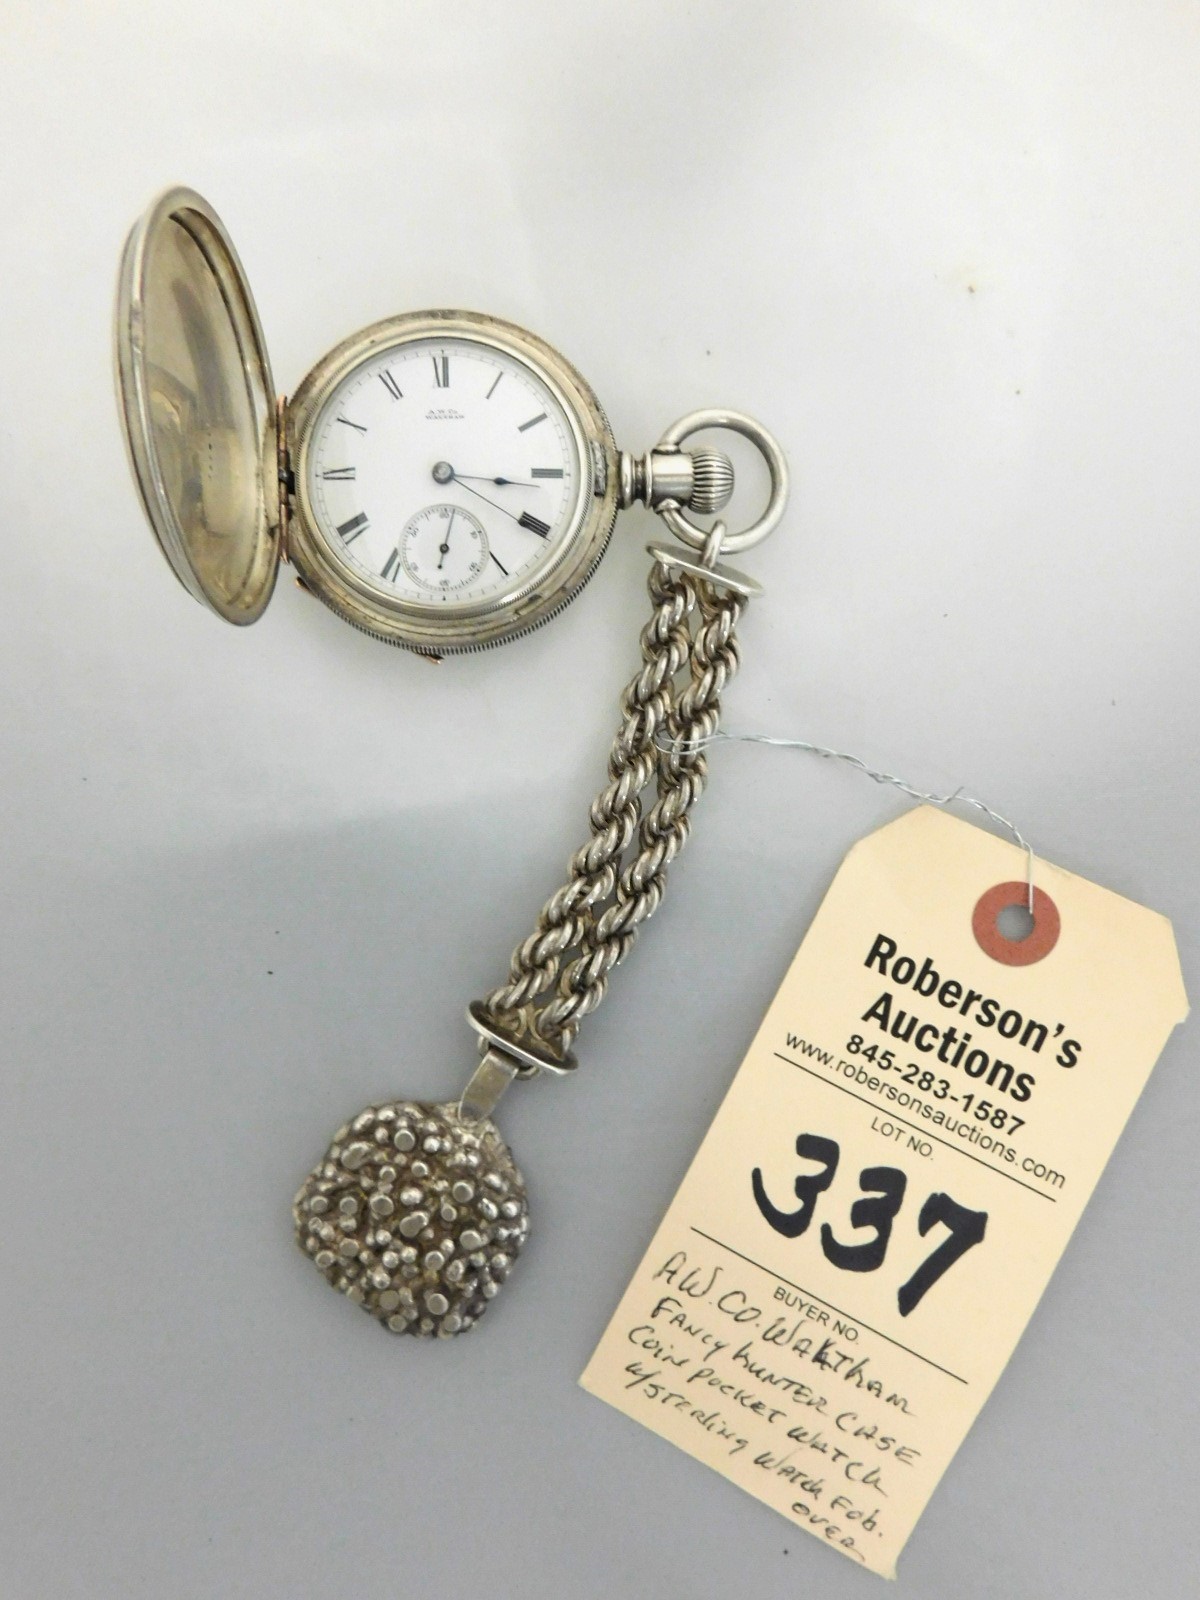 A.W.Co.
WALTHAM
Roberson's
Auctions
845-283-1587
www.robersonsauctions.com
LOT NO.
337
BUYER NO.
A.W. CO. WALTHAM
FANCY HUNTER CASE
COIN POCKET WATCH
W/STERLING WATCH FOB.
OVER